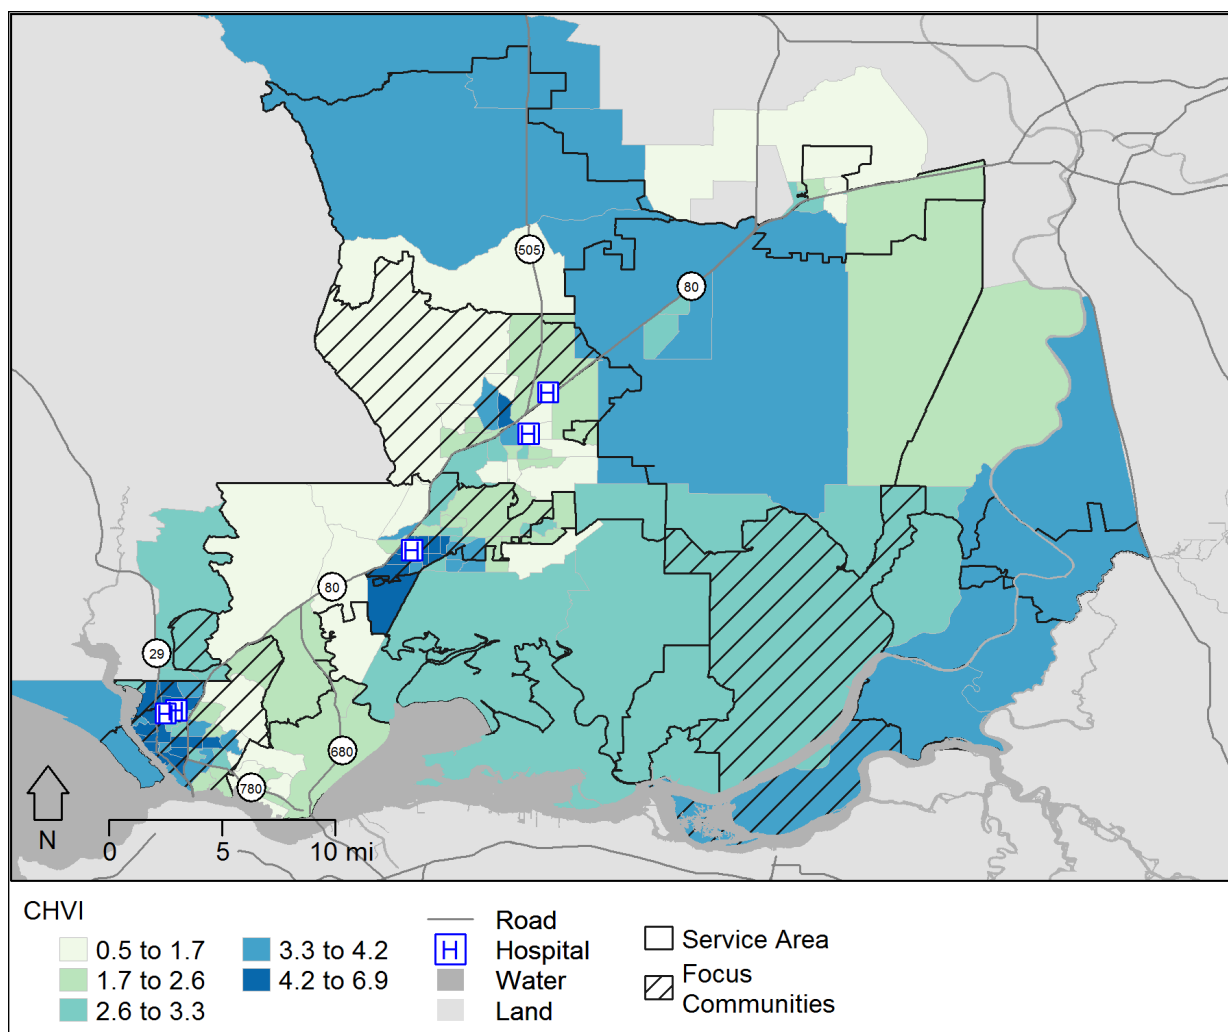 505
80
H
H
H
80
29
H H
680
780
N
0 5 10 mi
CHVI
0.5 to 1.7
1.7 to 2.6
2.6 to 3.3
3.3 to 4.2
4.2 to 6.9
Road
H Hospital
Water
Land
Service Area
Focus
Communities